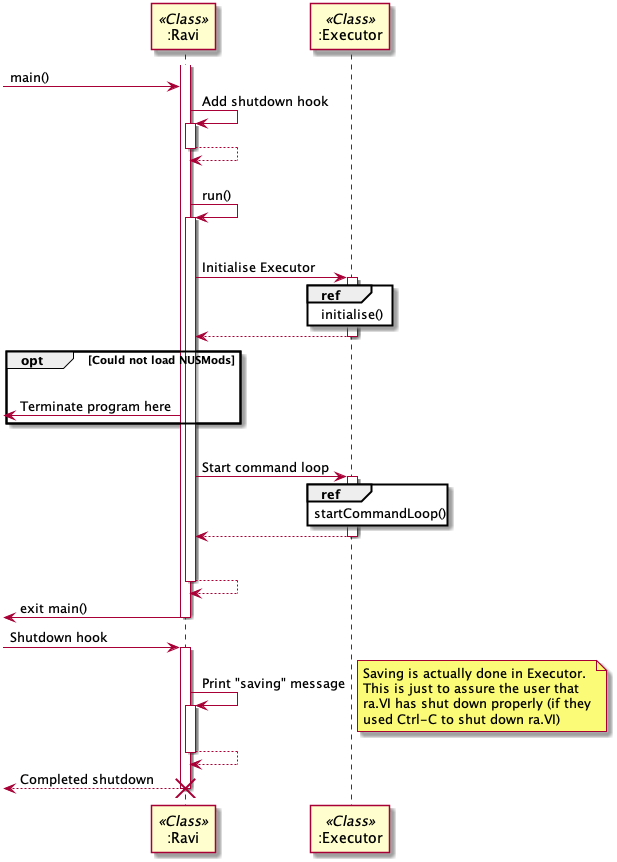 «Class»
:Ravi
«Class»
:Executor
main()
Add shutdown hook
run()
Initialise Executor
ref
initialise()
opt
[Could not load NUSMods]
Terminate program here
Start command loop
ref
startCommandLoop()
exit main()
Shutdown hook
Print "saving" message
Saving is actually done in Executor.
This is just to assure the user that
ra.VI has shut down properly (if they
used Ctrl-C to shut down ra.VI)
Completed shutdown
«Class»
:Ravi
«Class»
:Executor